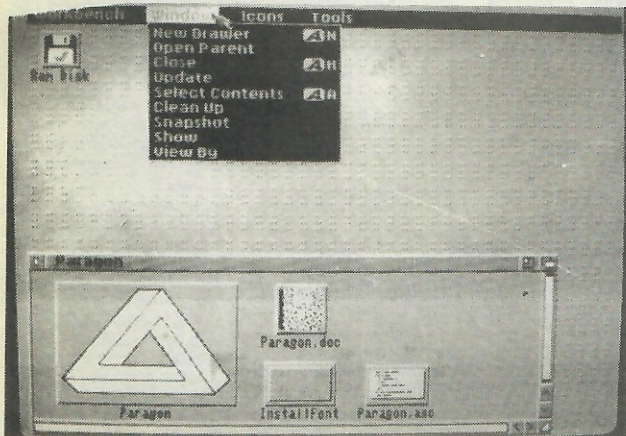 Workbench Window Icons Tools
New Drawer A N
Open Parent
Close A
Update
Select Contents A A
Clean Up
Snapshot
Show
View By
Ram Disk
Paragon
Paragon.doc
Paragon InstallFont Paragon.asc